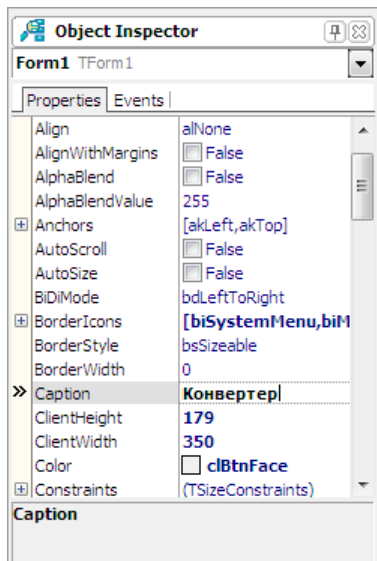 Object Inspector
Form1 TForm1
Properties Events
Align alNone
AlignWithMargins False
AlphaBlend False
AlphaBlendValue 255
Anchors [akLeft,akTop]
AutoScroll False
AutoSize False
BiDiMode bdLeftToRight
BorderIcons [biSystemMenu,biM
BorderStyle bsSizeable
BorderWidth 0
Caption Конвертер
ClientHeight 179
ClientWidth 350
Color clBtnFace
Constraints (TSizeConstraints)
Caption